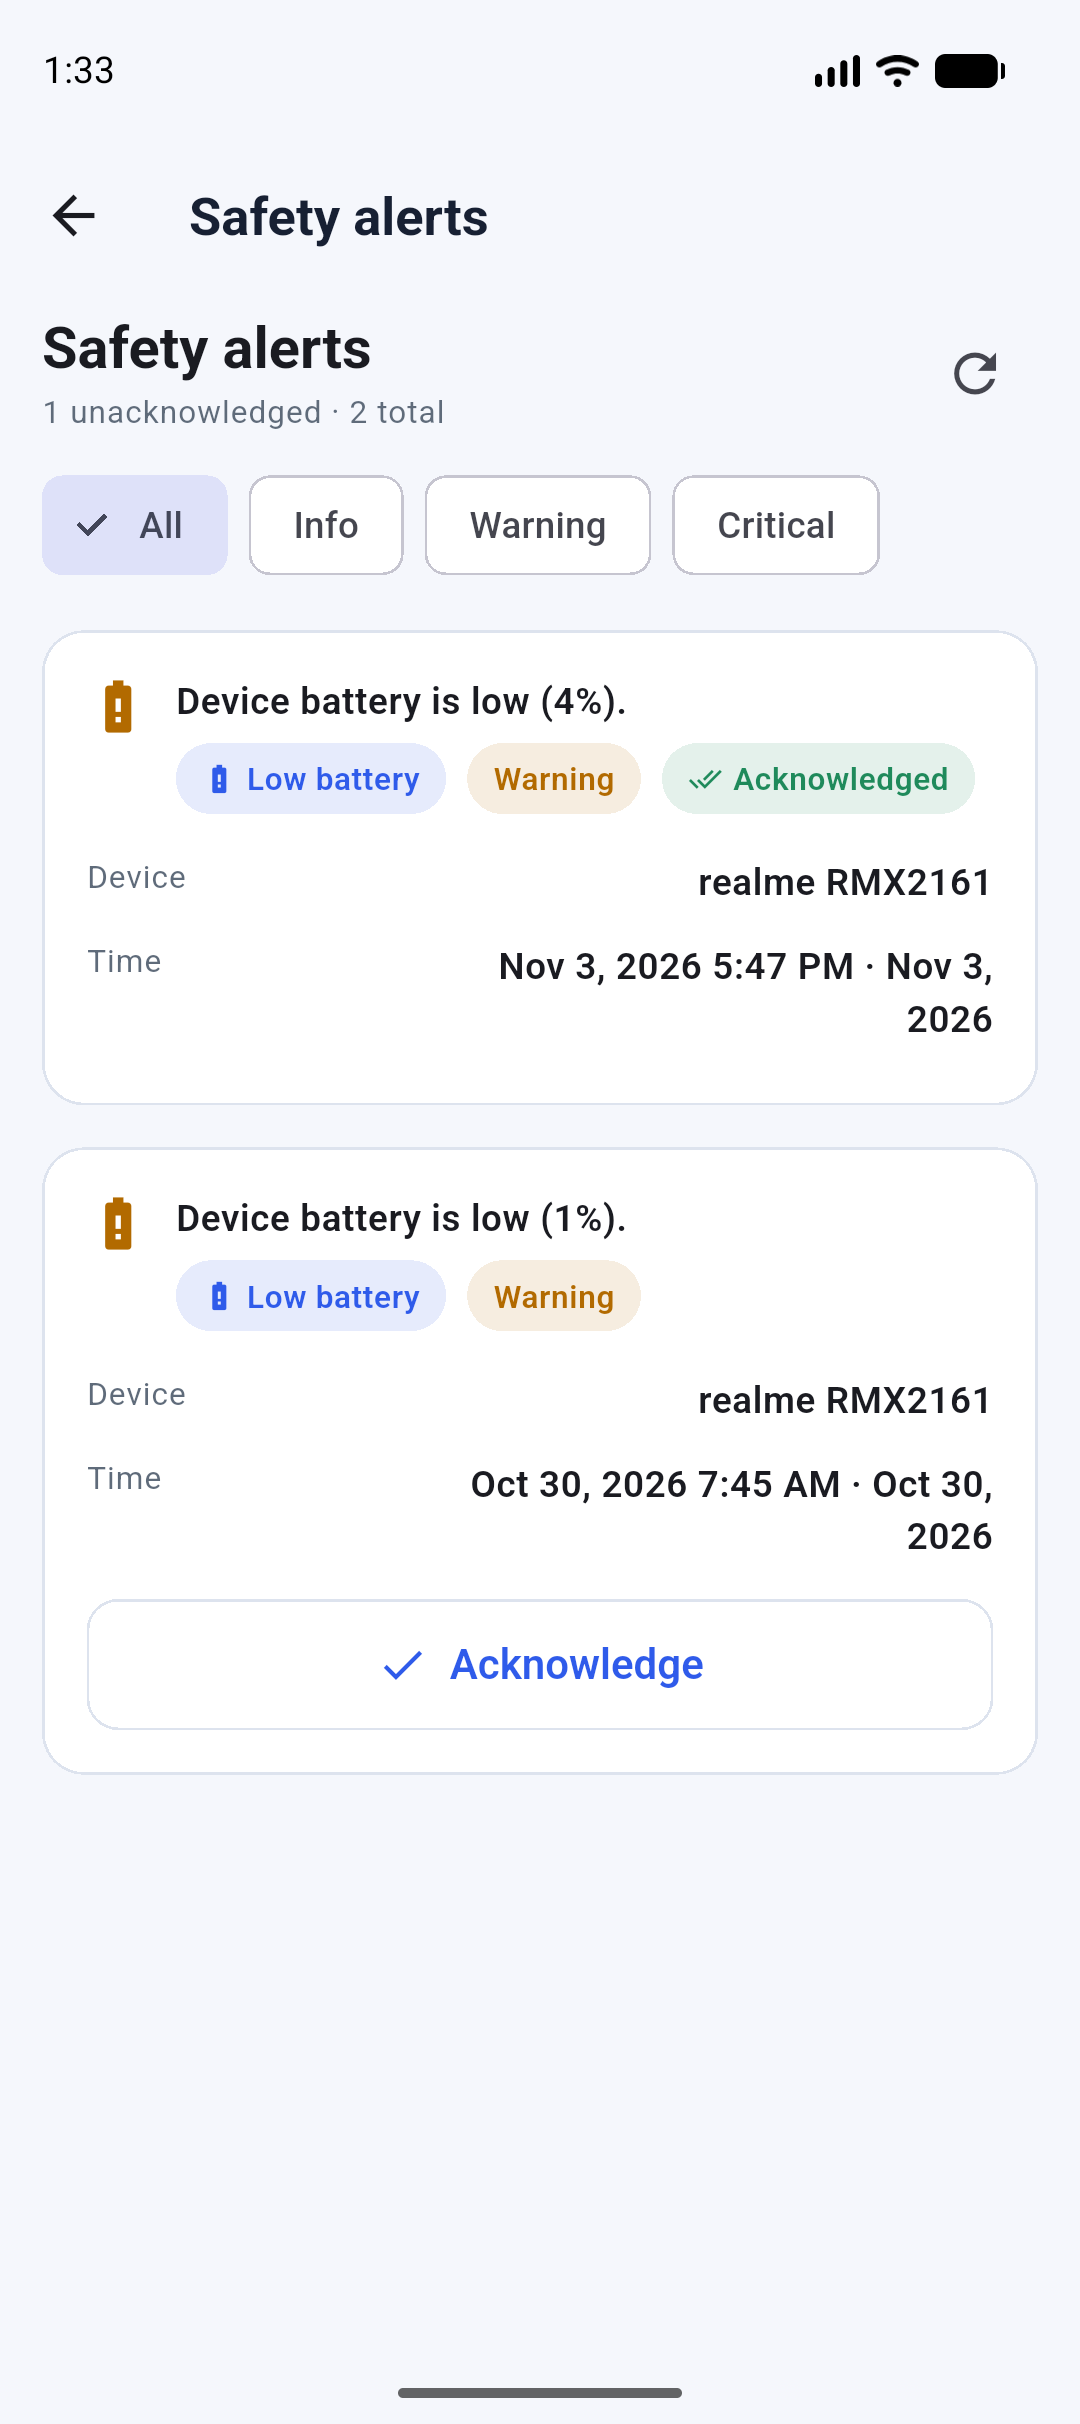 1:33
Safety alerts
Safety alerts
1 unacknowledged · 2 total
All
Info
Warning
Critical
Device battery is low (4%).
Low battery
Warning
Acknowledged
Device
realme RMX2161
Time
Nov 3, 2026 5:47 PM · Nov 3,
2026
Device battery is low (1%).
Low battery
Warning
Device
realme RMX2161
Time
Oct 30, 2026 7:45 AM · Oct 30,
2026
Acknowledge